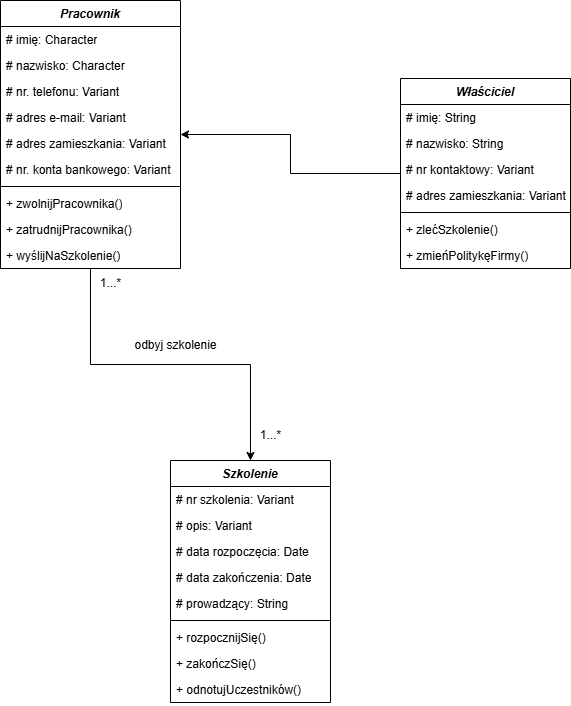 Pracownik
# imię: Character
# nazwisko: Character
# nr. telefonu: Variant
# adres e-mail: Variant
# adres zamieszkania: Variant
# nr. konta bankowego: Variant
+ zwolnijPracownika()
+ zatrudnijPracownika()
+ wyślijNaSzkolenie()
Właściciel
# imię: String
# nazwisko: String
# nr kontaktowy: Variant
# adres zamieszkania: Variant
+ zlećSzkolenie()
+ zmieńPolitykęFirmy()
1...*
odbyj szkolenie
1...*
Szkolenie
# nr szkolenia: Variant
# opis: Variant
# data rozpoczęcia: Date
# data zakończenia: Date
# prowadzący: String
+ rozpocznijSię()
+ zakończSię()
+ odnotujUczestników()